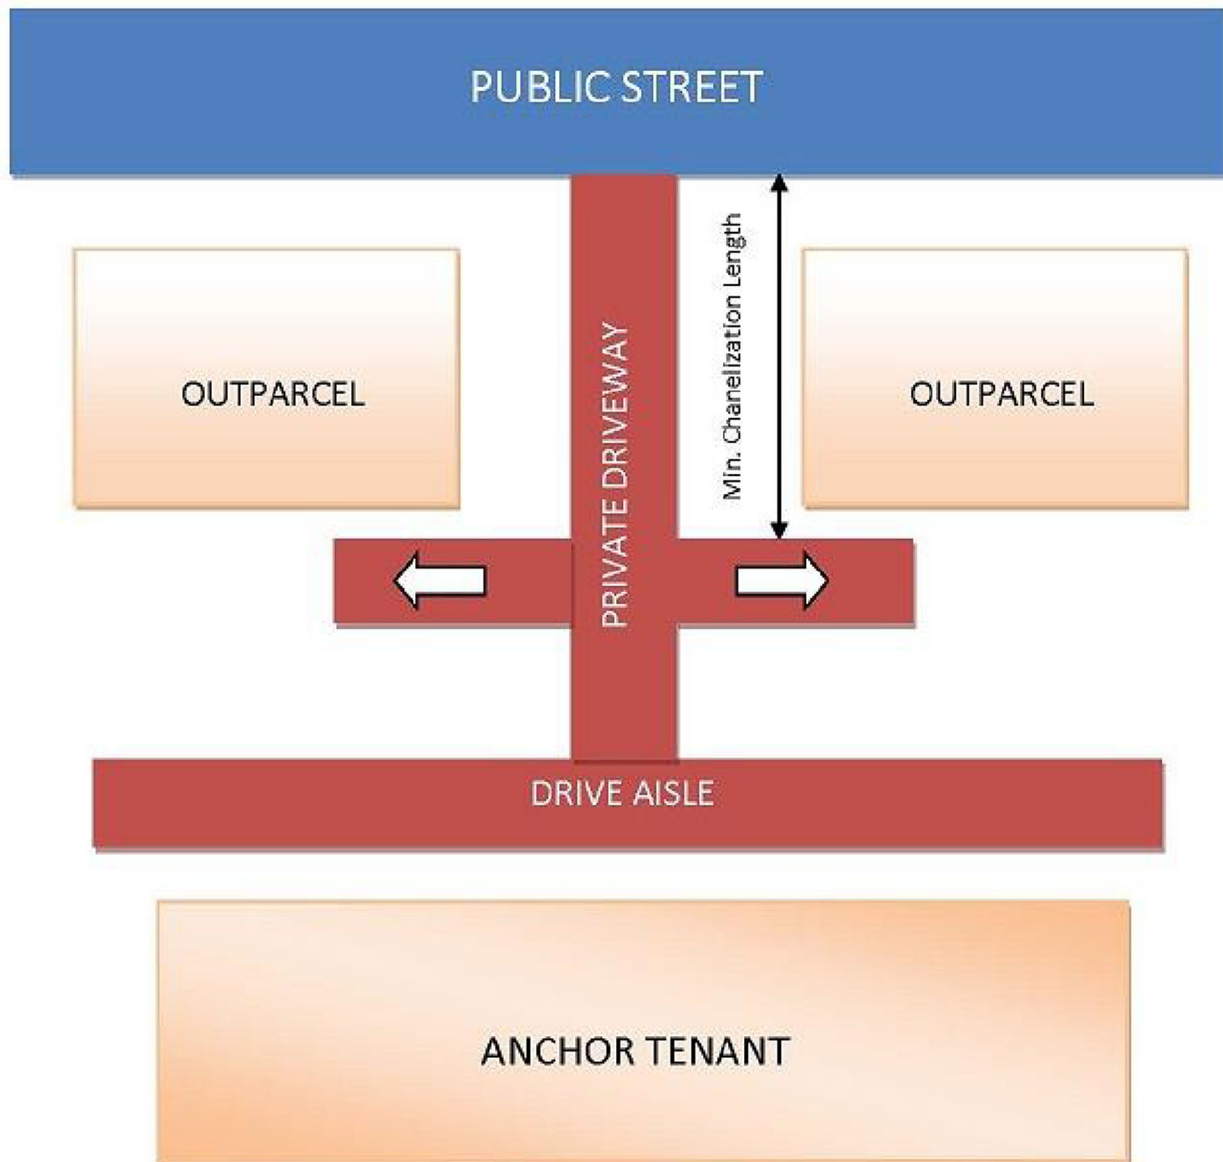 PUBLIC STREET
OUTPARCEL
PRIVATE DRIVEWAY
Min. Chanelization Length
OUTPARCEL
DRIVE AISLE
ANCHOR TENANT